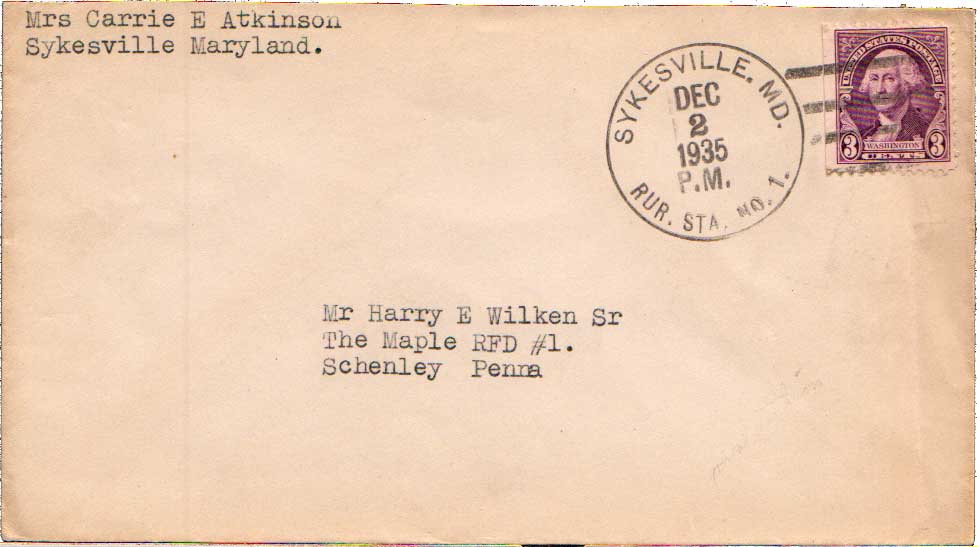 Mrs Carrie E Atkinson
Sykesville Maryland.
SYKESVILLE, MD.
DEC
2
1935
P.M.
RUR. STA. NO. 1.
UNITED STATES POSTAGE
WASHINGTON
3 CENTS 3
Mr Harry E Wilken Sr
The Maple RFD #1.
Schenley Penna